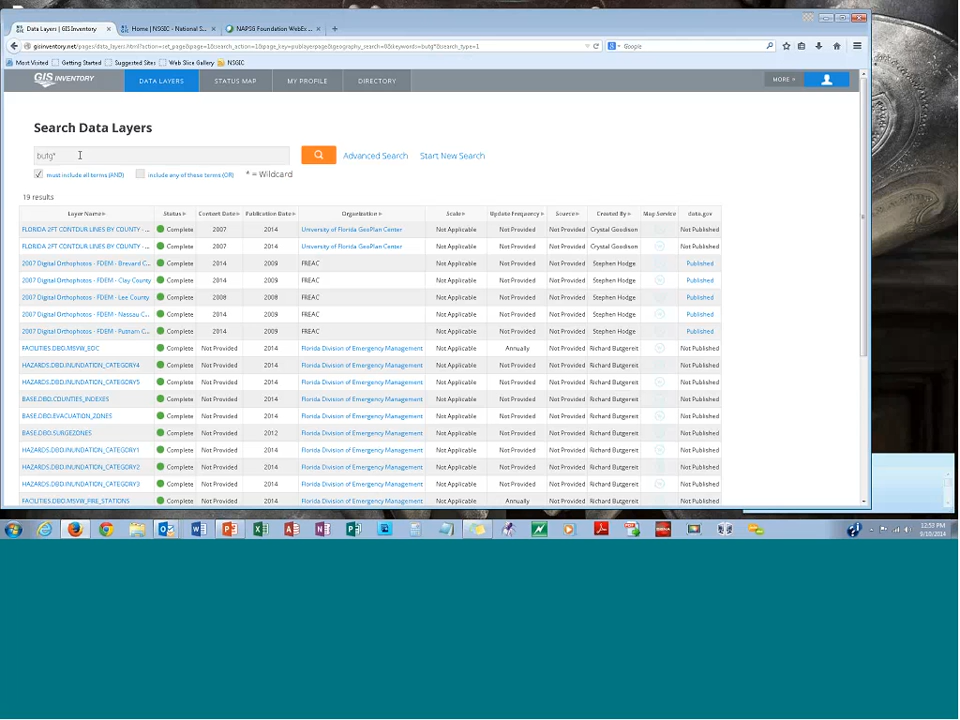 Data Layers | GISInventory
Home | NSGIC - National S...
NAPSG Foundation WebEx ...
gisinventory.net
Google
Most Visited Getting Started Suggested Sites Web Slice Gallery NSGIC
GIS INVENTORY DATA LAYERS STATUS MAP MY PROFILE DIRECTORY MORE
Search Data Layers
butg*
Advanced Search Start New Search
must include all terms (AND) include any of these terms (OR) * = Wildcard
19 results
Layer Name Status Content Date Publication Date Organization Scale Update Frequency Source Created By Map Service data.gov
FLORIDA 2FT CONTOUR LINES BY COUNTY - ... Complete 2007 2014 University of Florida GeoPlan Center Not Applicable Not Provided Not Provided Crystal Goodison Not Published
FLORIDA 2FT CONTOUR LINES BY COUNTY - ... Complete 2007 2014 University of Florida GeoPlan Center Not Applicable Not Provided Not Provided Crystal Goodison Not Published
2007 Digital Orthophotos - FDEM - Brevard C... Complete 2014 2009 FREAC Not Applicable Not Provided Not Provided Stephen Hodge Published
2007 Digital Orthophotos - FDEM - Clay County Complete 2014 2009 FREAC Not Applicable Not Provided Not Provided Stephen Hodge Published
2007 Digital Orthophotos - FDEM - Lee County Complete 2008 2008 FREAC Not Applicable Not Provided Not Provided Stephen Hodge Published
2007 Digital Orthophotos - FDEM - Nassau C... Complete 2014 2009 FREAC Not Applicable Not Provided Not Provided Stephen Hodge Published
2007 Digital Orthophotos - FDEM - Putnam C... Complete 2014 2009 FREAC Not Applicable Not Provided Not Provided Stephen Hodge Published
FACILITIES.DBO.MSYW_EOC Complete Not Provided 2014 Florida Division of Emergency Management Not Applicable Annually Not Provided Richard Butgereit Not Published
HAZARDS.DBO.INUNDATION_CATEGORY4 Complete Not Provided 2014 Florida Division of Emergency Management Not Applicable Not Provided Not Provided Richard Butgereit Not Published
HAZARDS.DBO.INUNDATION_CATEGORY5 Complete Not Provided 2014 Florida Division of Emergency Management Not Applicable Not Provided Not Provided Richard Butgereit Not Published
BASE.DBO.COUNTIES_INDEXES Complete Not Provided 2014 Florida Division of Emergency Management Not Applicable Not Provided Not Provided Richard Butgereit Not Published
BASE.DBO.EVACUATION_ZONES Complete Not Provided 2014 Florida Division of Emergency Management Not Applicable Not Provided Not Provided Richard Butgereit Not Published
BASE.DBO.SURGEZONES Complete Not Provided 2012 Florida Division of Emergency Management Not Applicable Not Provided Not Provided Richard Butgereit Not Published
HAZARDS.DBO.INUNDATION_CATEGORY1 Complete Not Provided 2014 Florida Division of Emergency Management Not Applicable Not Provided Not Provided Richard Butgereit Not Published
HAZARDS.DBO.INUNDATION_CATEGORY2 Complete Not Provided 2014 Florida Division of Emergency Management Not Applicable Not Provided Not Provided Richard Butgereit Not Published
HAZARDS.DBO.INUNDATION_CATEGORY3 Complete Not Provided 2014 Florida Division of Emergency Management Not Applicable Not Provided Not Provided Richard Butgereit Not Published
FACILITIES.DBO.MSYW_FIRE_STATIONS Complete Not Provided 2014 Florida Division of Emergency Management Not Applicable Annually Not Provided Richard Butgereit Not Published
12:53 PM
9/10/2014